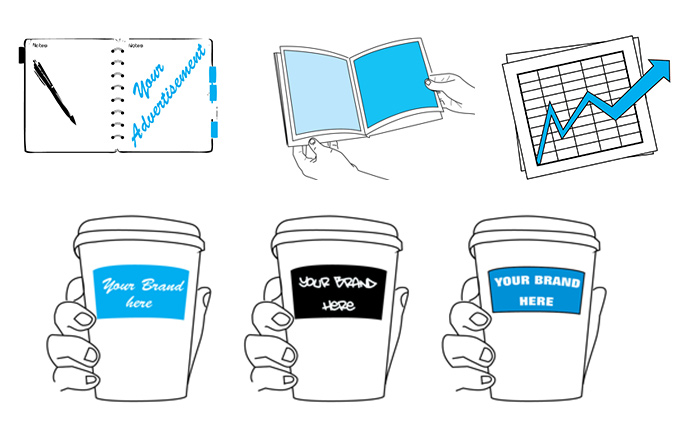 Notes
Notes
Your
Advertisement
Your Brand
here
YOUR BRAND
HERE
YOUR BRAND
HERE